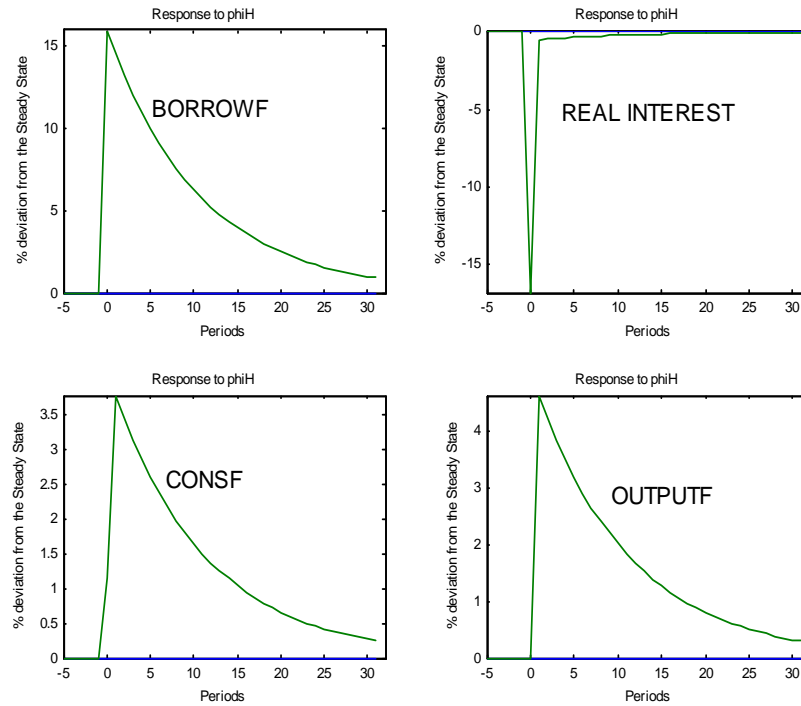 Response to phiH
% deviation from the Steady State
15
10
5
0
BORROWF
-5 0 5 10 15 20 25 30
Periods
Response to phiH
% deviation from the Steady State
0
-5
-10
-15
REAL INTEREST
-5 0 5 10 15 20 25 30
Periods
Response to phiH
% deviation from the Steady State
3.5
3
2.5
2
1.5
1
0.5
0
CONSF
-5 0 5 10 15 20 25 30
Periods
Response to phiH
% deviation from the Steady State
4
3
2
1
0
OUTPUTF
-5 0 5 10 15 20 25 30
Periods